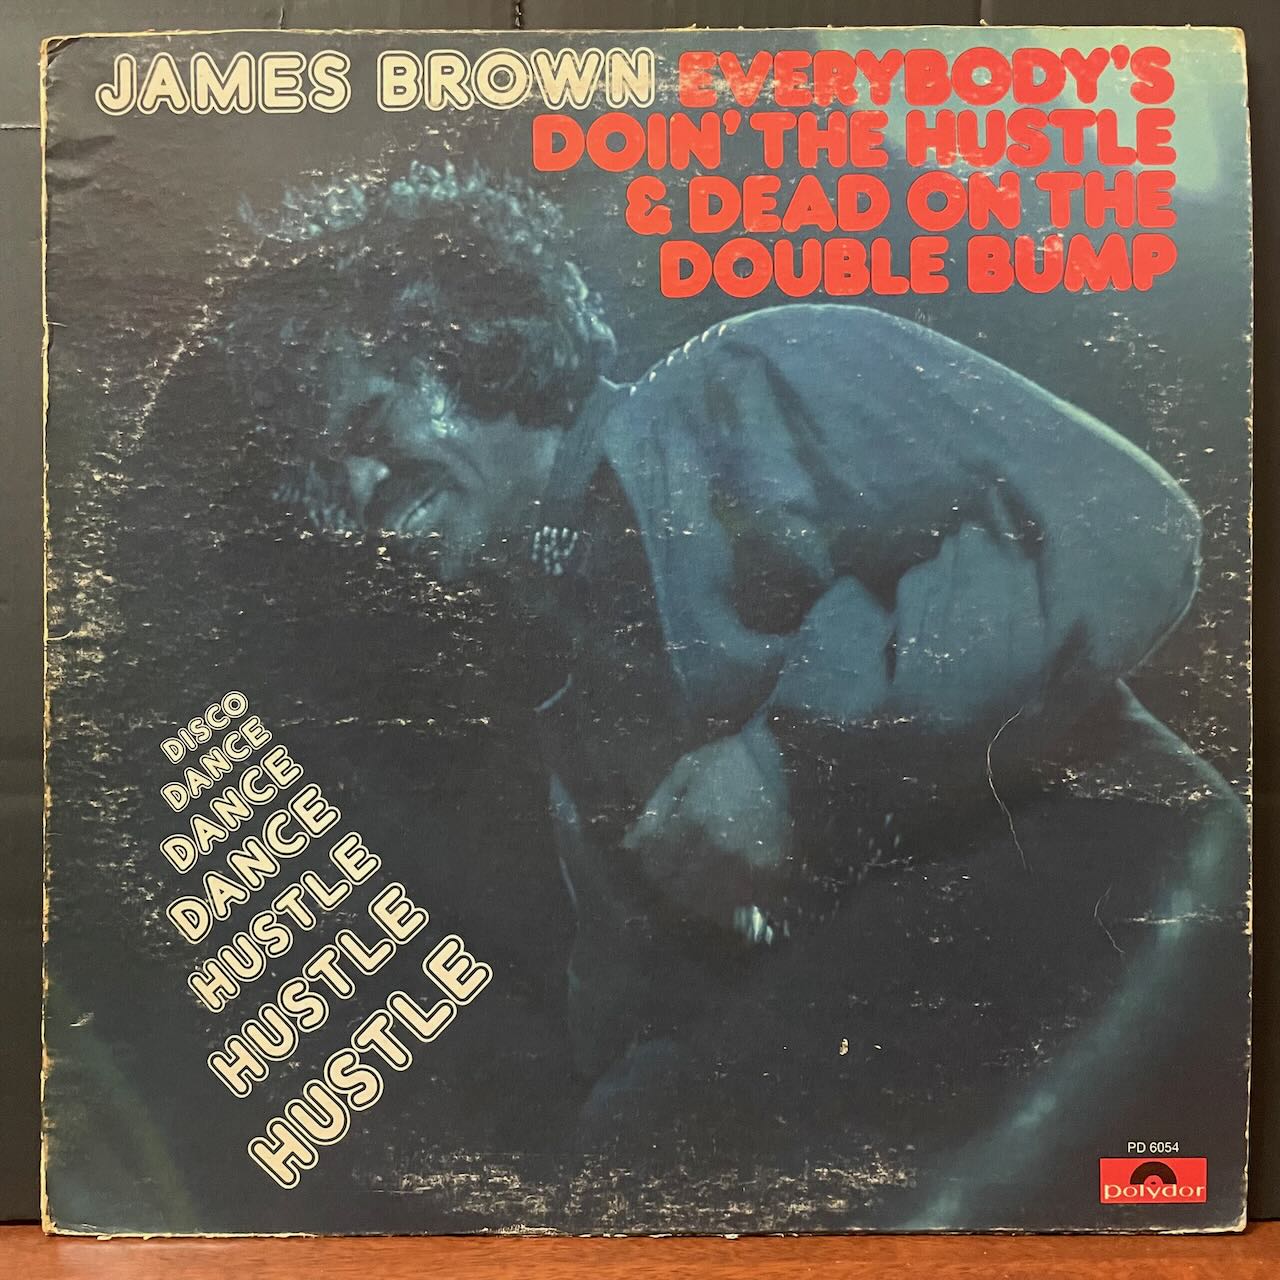 JAMES BROWN EVERYBODY'S
DOIN' THE HUSTLE
& DEAD ON THE
DOUBLE BUMP
DISCO
DANCE
DANCE
DANCE
HUSTLE
HUSTLE
HUSTLE
PD 6054
polydor